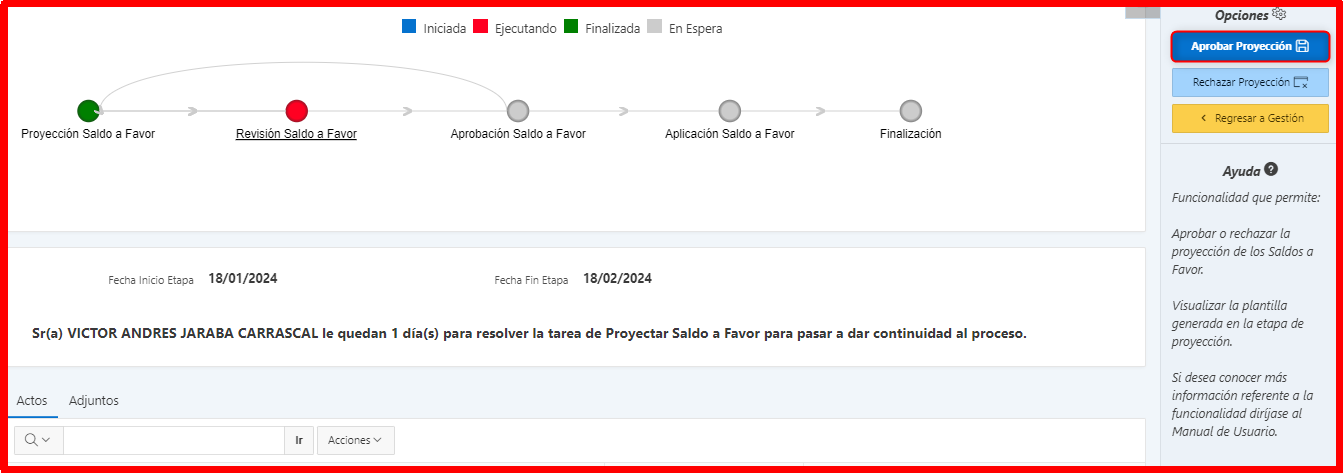 Iniciada Ejecutando Finalizada En Espera
Proyección Saldo a Favor Revisión Saldo a Favor Aprobación Saldo a Favor Aplicación Saldo a Favor Finalización
Fecha Inicio Etapa 18/01/2024 Fecha Fin Etapa 18/02/2024
Sr(a) VICTOR ANDRES JARABA CARRASCAL le quedan 1 día(s) para resolver la tarea de Proyectar Saldo a Favor para pasar a dar continuidad al proceso.
Actos Adjuntos
Ir Acciones
Opciones
Aprobar Proyección
Rechazar Proyección
Regresar a Gestión
Ayuda
Funcionalidad que permite:
Aprobar o rechazar la
proyección de los Saldos a
Favor.
Visualizar la plantilla
generada en la etapa de
proyección.
Si desea conocer más
información referente a la
funcionalidad diríjase al
Manual de Usuario.